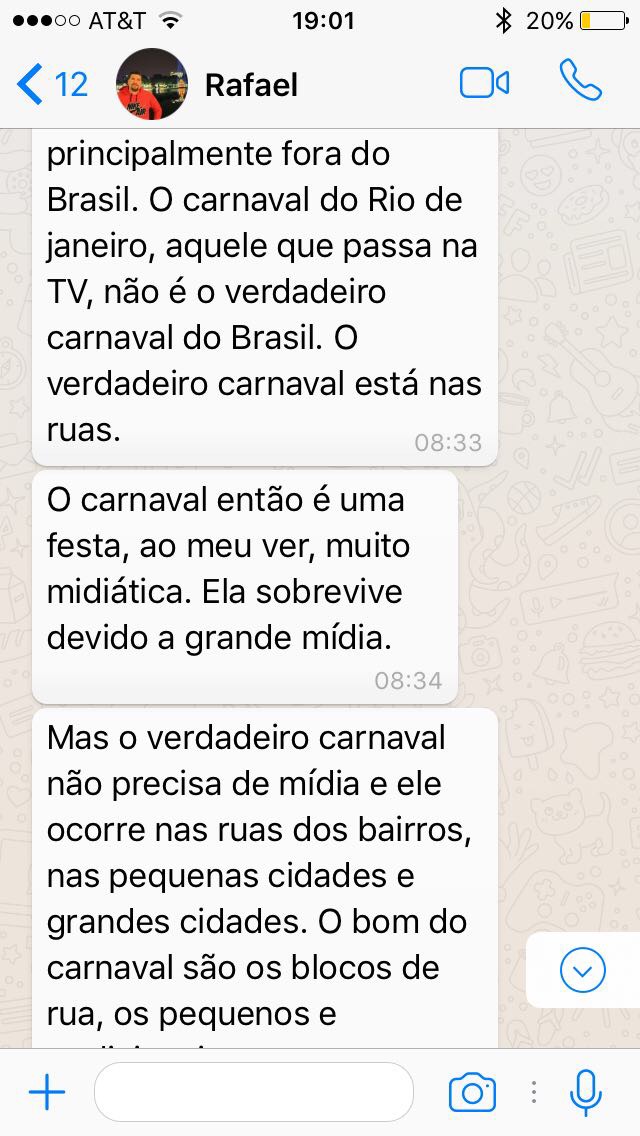 AT&T 19:01 20%
12 Rafael
principalmente fora do
Brasil. O carnaval do Rio de
janeiro, aquele que passa na
TV, não é o verdadeiro
carnaval do Brasil. O
verdadeiro carnaval está nas
ruas.
08:33
O carnaval então é uma
festa, ao meu ver, muito
midiática. Ela sobrevive
devido a grande mídia.
08:34
Mas o verdadeiro carnaval
não precisa de mídia e ele
ocorre nas ruas dos bairros,
nas pequenas cidades e
grandes cidades. O bom do
carnaval são os blocos de
rua, os pequenos e